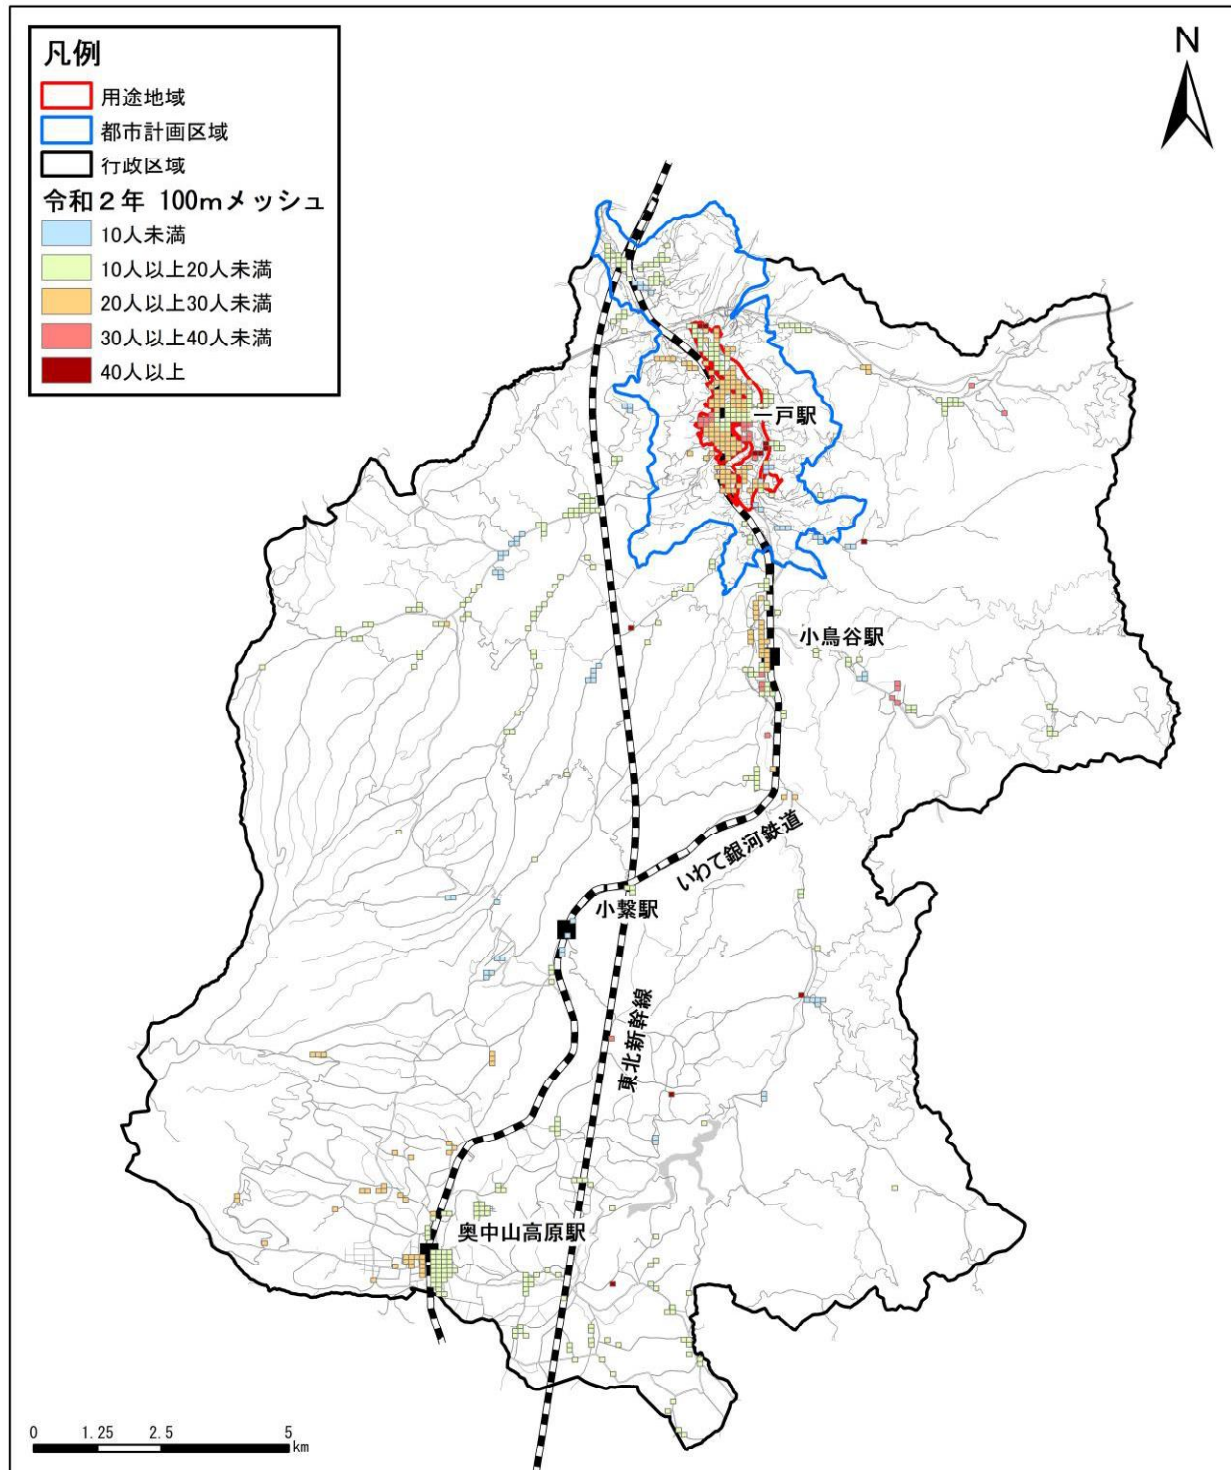 凡例
用途地域
都市計画区域
行政区域
令和2年 100mメッシュ
10人未満
10人以上20人未満
20人以上30人未満
30人以上40人未満
40人以上
N
一戸駅
小鳥谷駅
いわて銀河鉄道
小繋駅
東北新幹線
奥中山高原駅
0 1.25 2.5 5
km